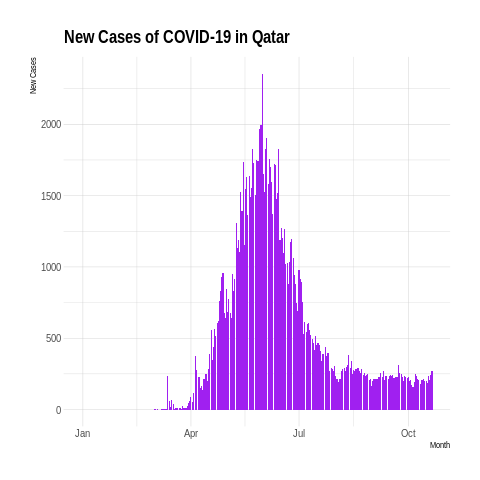 New Cases of COVID-19 in Qatar
New Cases
2000
1500
1000
500
0
Jan Apr Jul Oct
Month